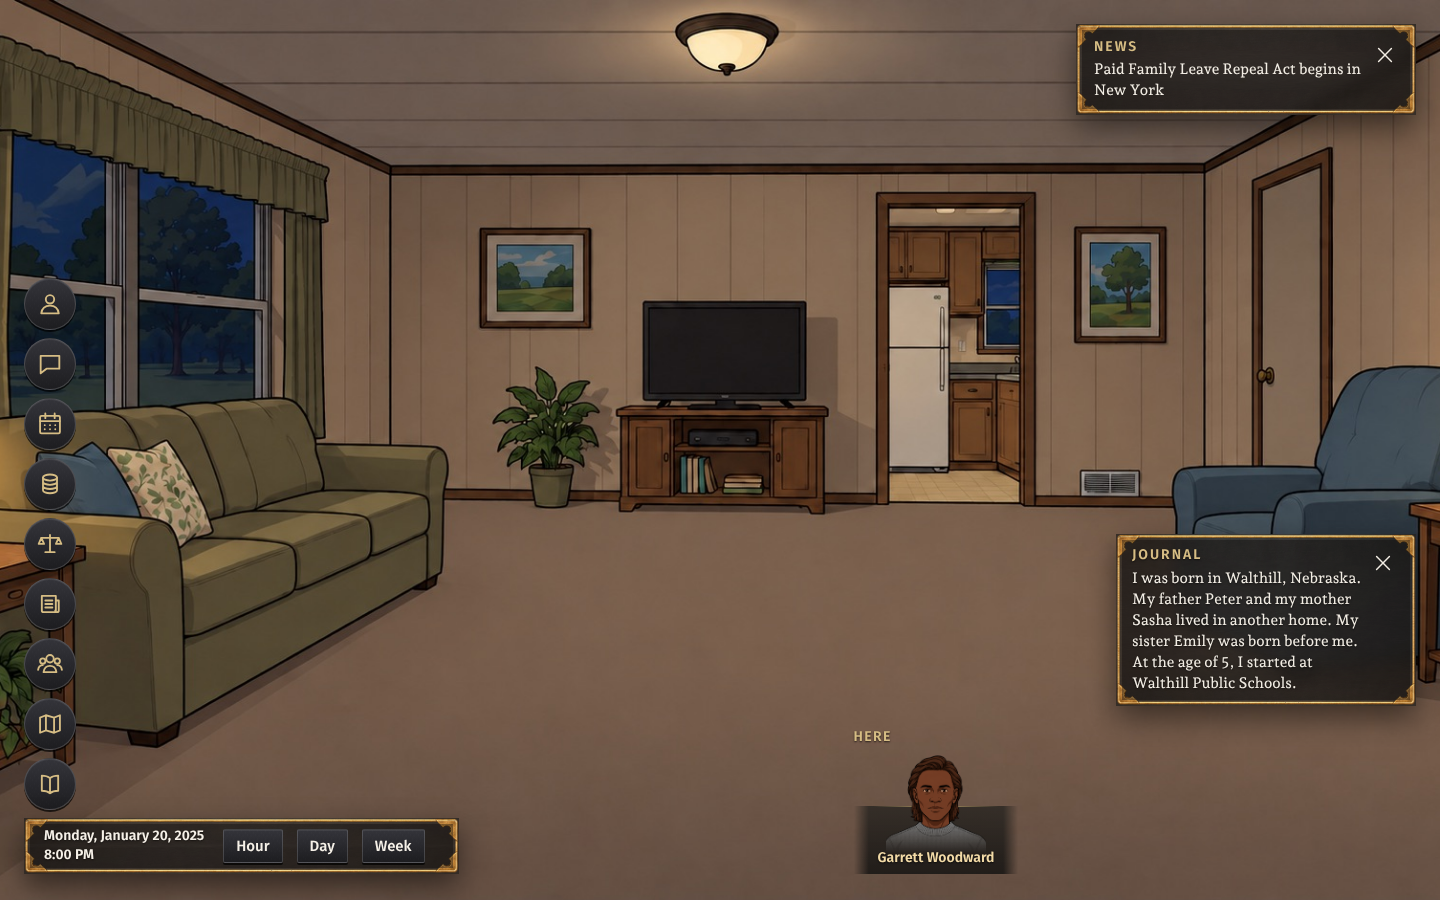 NEWS
Paid Family Leave Repeal Act begins in
New York
JOURNAL
I was born in Walthill, Nebraska.
My father Peter and my mother
Sasha lived in another home. My
sister Emily was born before me.
At the age of 5, I started at
Walthill Public Schools.
HERE
Garrett Woodward
Monday, January 20, 2025
8:00 PM
Hour
Day
Week